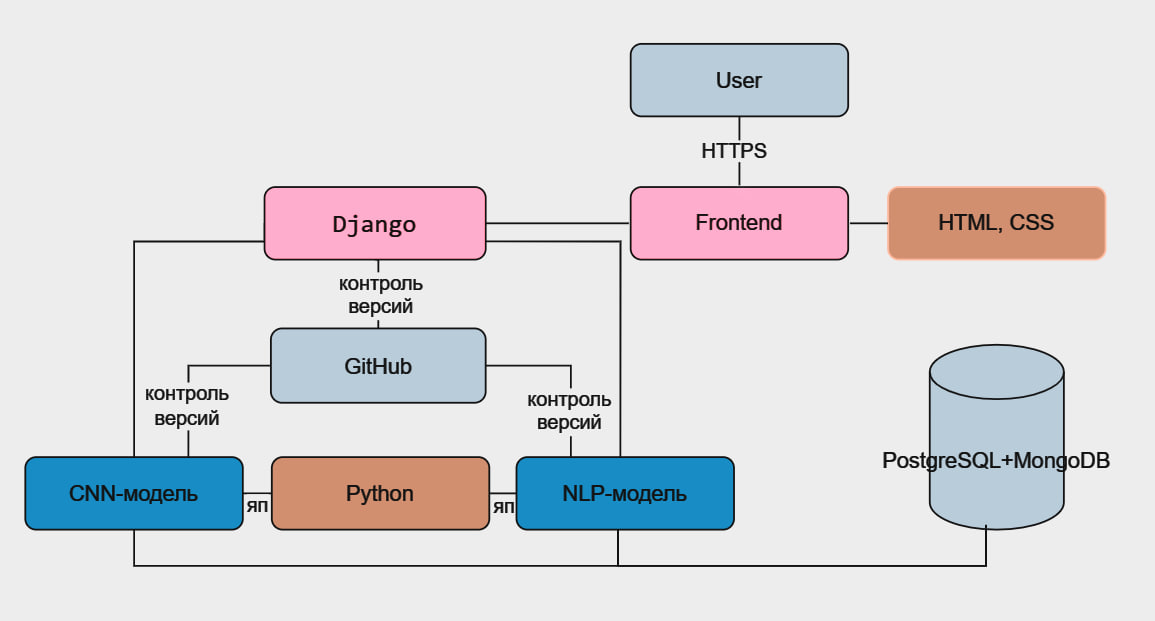 User
HTTPS
Django
Frontend
HTML, CSS
контроль
версий
GitHub
контроль
версий
контроль
версий
PostgreSQL+MongoDB
CNN-модель
яп
Python
яп
NLP-модель